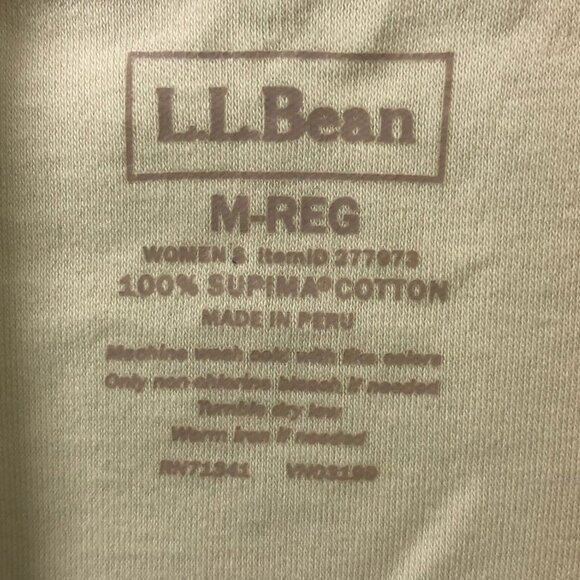 L.L.Bean
M-REG
WOMEN'S ItemID 277973
100% SUPIMA® COTTON
MADE IN PERU
Machine wash cold with like colors
Only non-chlorine bleach if needed
Tumble dry low
Warm iron if needed
RN71341 VN03199